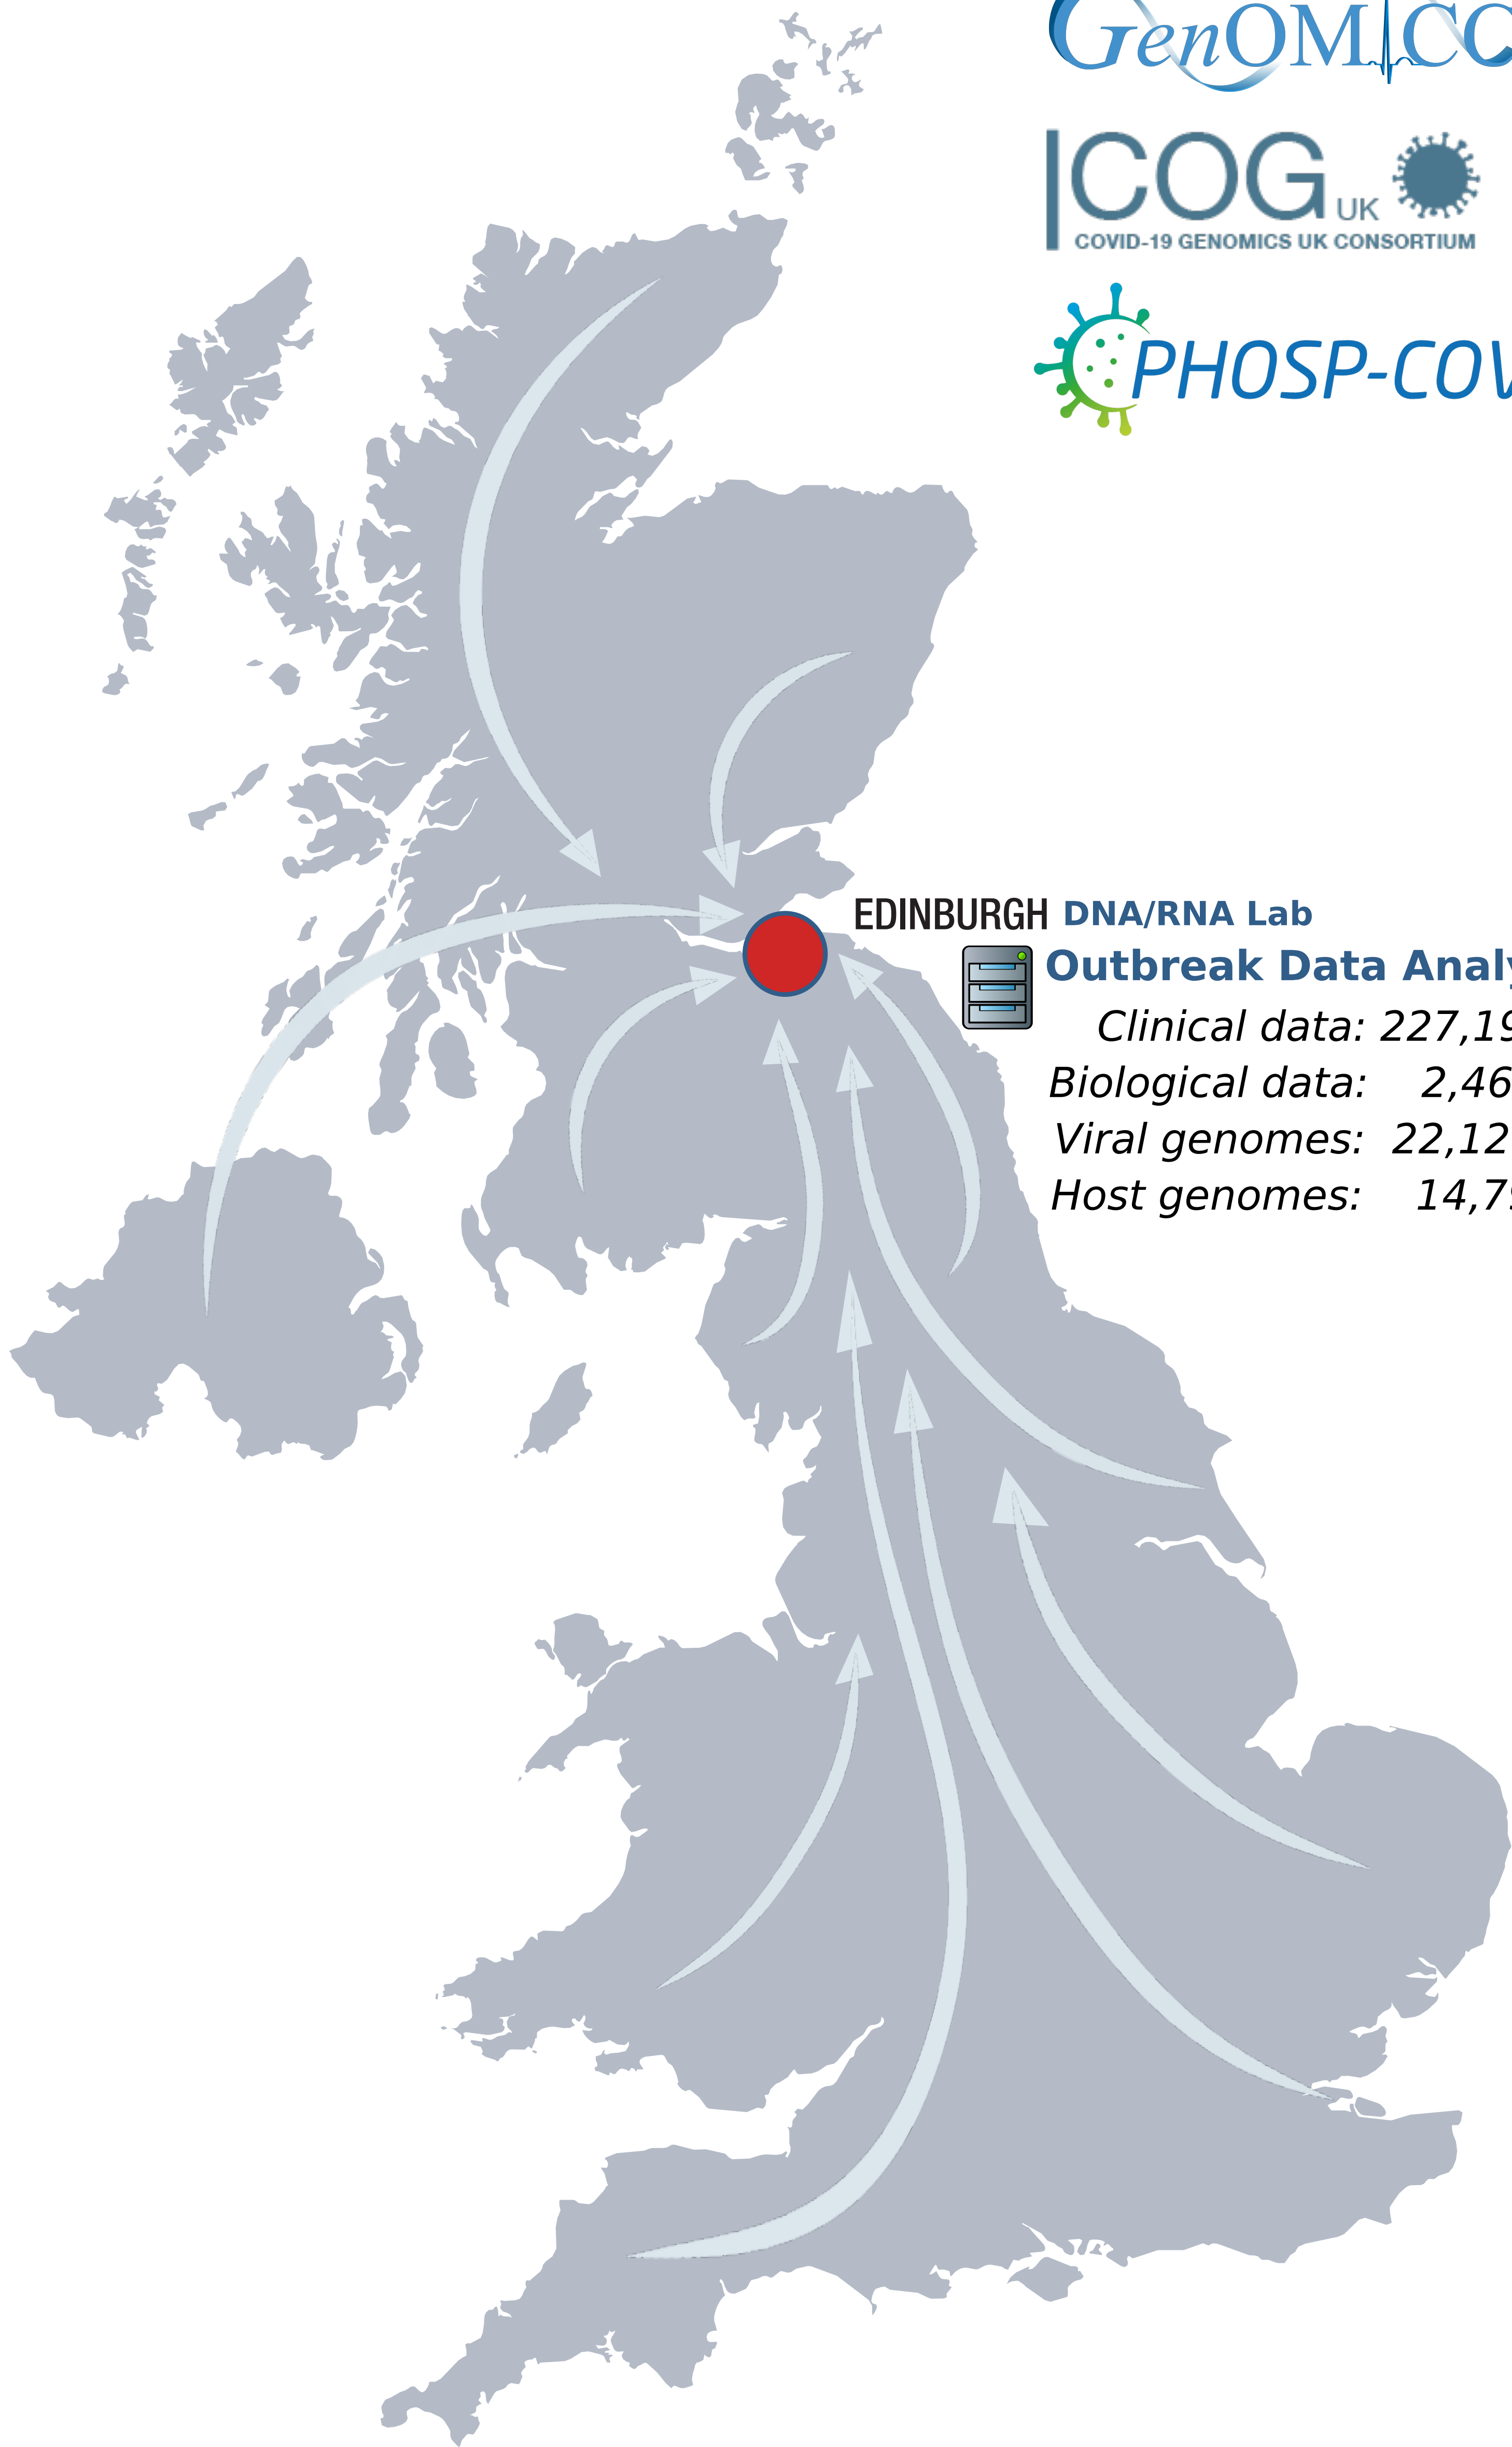 GenOMICC
COG UK
COVID-19 GENOMICS UK CONSORTIUM
PHOSP-COV
EDINBURGH DNA/RNA Lab
Outbreak Data Analy
Clinical data: 227,19
Biological data: 2,46
Viral genomes: 22,12
Host genomes: 14,79